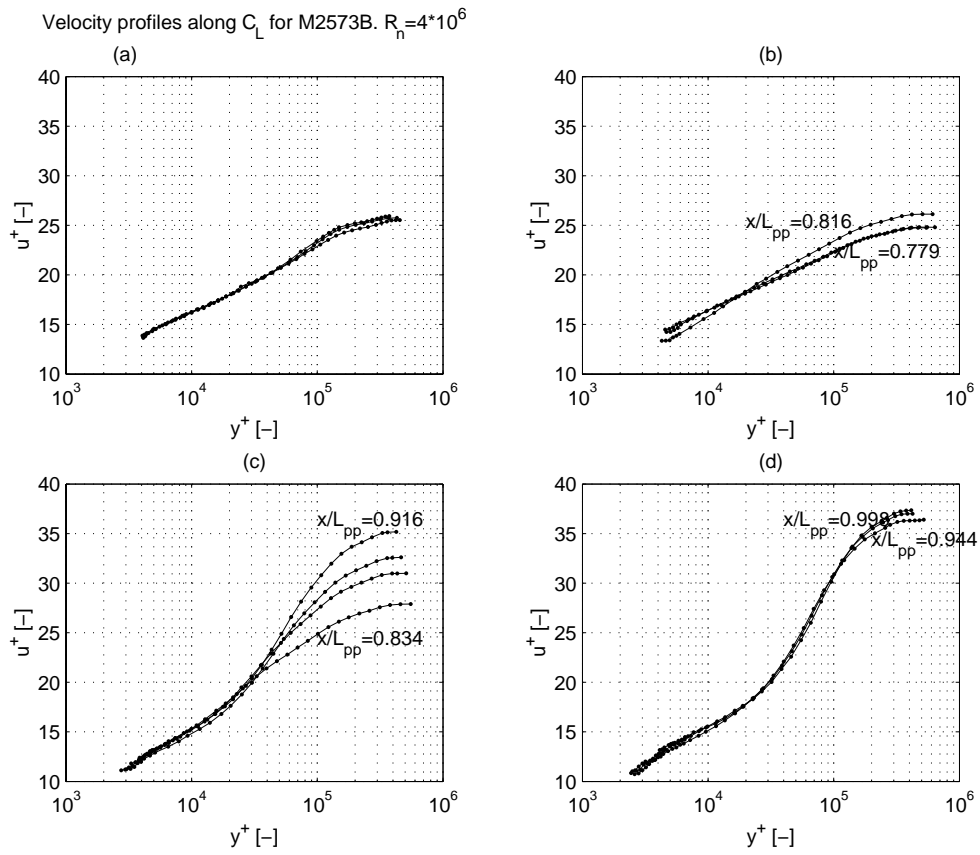 Velocity profiles along C_L for M2573B. R_n=4*10^6
(a)
40
35
30
25
20
15
10
u^+ [−]
10^3 10^4 10^5 10^6
y^+ [−]
(b)
40
35
30
25
20
15
10
u^+ [−]
x/L_pp=0.816
x/L_pp=0.779
10^3 10^4 10^5 10^6
y^+ [−]
(c)
40
35
30
25
20
15
10
u^+ [−]
x/L_pp=0.916
x/L_pp=0.834
10^3 10^4 10^5 10^6
y^+ [−]
(d)
40
35
30
25
20
15
10
u^+ [−]
x/L_pp=0.998
x/L_pp=0.944
10^3 10^4 10^5 10^6
y^+ [−]